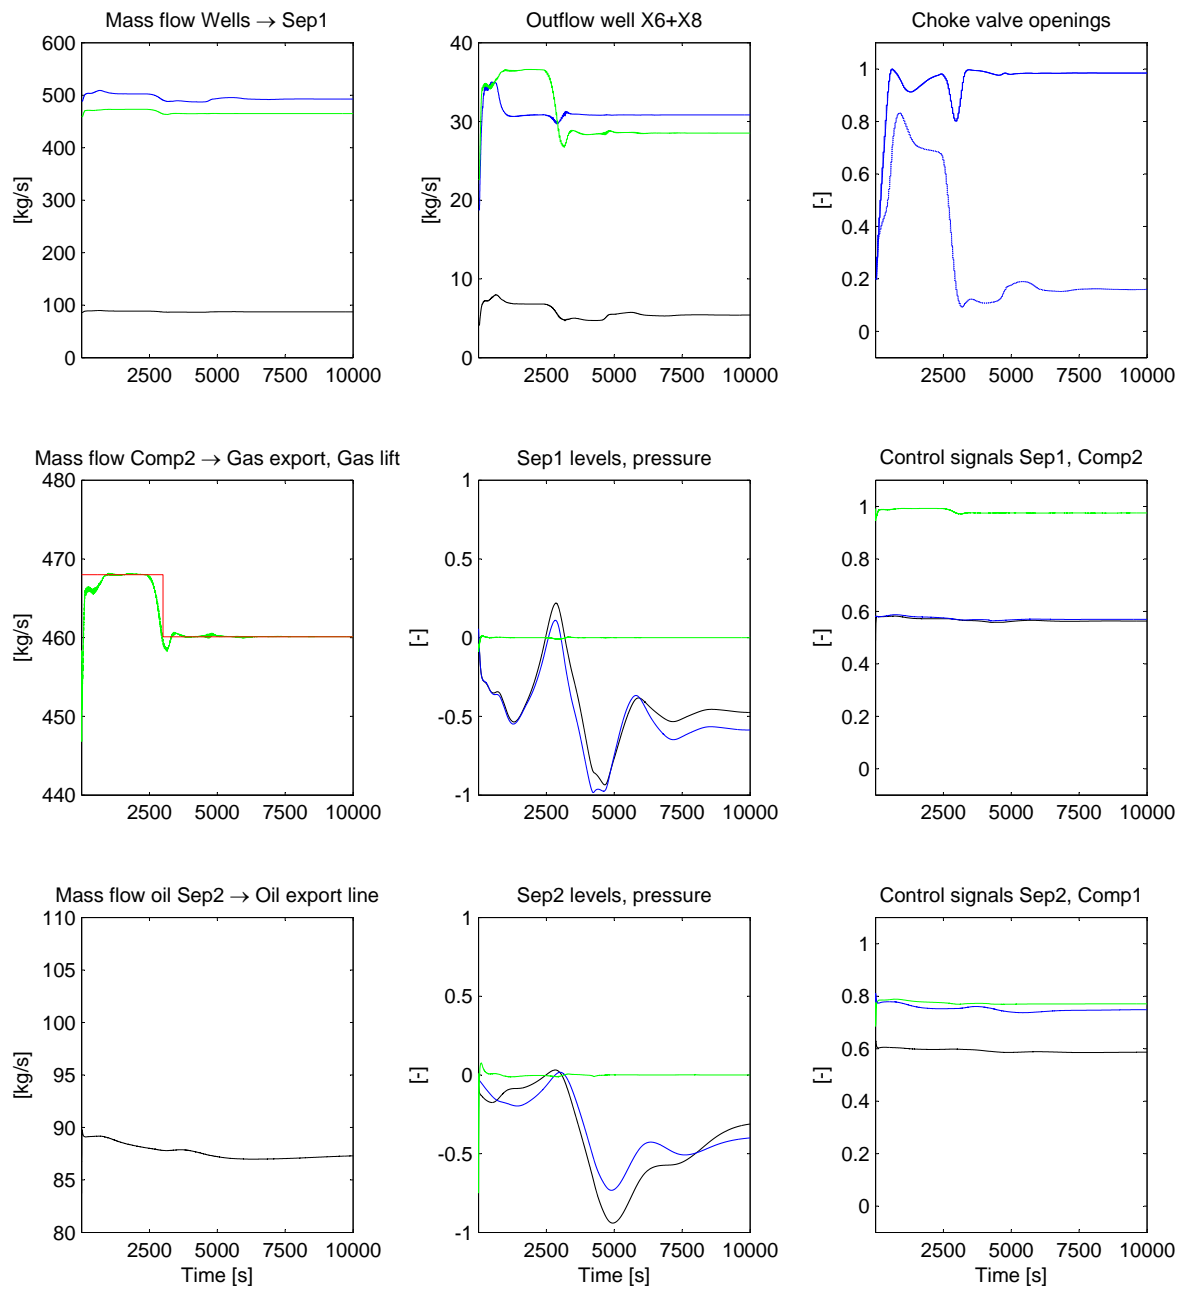 Mass flow Wells → Sep1
600
500
400
300
200
100
0
[kg/s]
2500 5000 7500 10000
Outflow well X6+X8
40
30
20
10
0
[kg/s]
2500 5000 7500 10000
Choke valve openings
1
0.8
0.6
0.4
0.2
0
[-]
2500 5000 7500 10000
Mass flow Comp2 → Gas export, Gas lift
480
470
460
450
440
[kg/s]
2500 5000 7500 10000
Sep1 levels, pressure
1
0.5
0
-0.5
-1
[-]
2500 5000 7500 10000
Control signals Sep1, Comp2
1
0.8
0.6
0.4
0.2
0
[-]
2500 5000 7500 10000
Mass flow oil Sep2 → Oil export line
110
105
100
95
90
85
80
[kg/s]
2500 5000 7500 10000
Time [s]
Sep2 levels, pressure
1
0.5
0
-0.5
-1
[-]
2500 5000 7500 10000
Time [s]
Control signals Sep2, Comp1
1
0.8
0.6
0.4
0.2
0
[-]
2500 5000 7500 10000
Time [s]